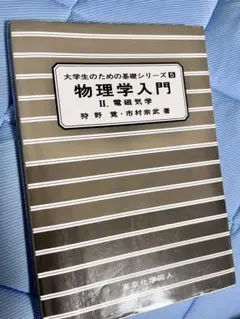 大学生のための基礎シリーズ 5
物理学入門
II. 電磁気学
狩野 覚・市村宗武 著
東京化学同人